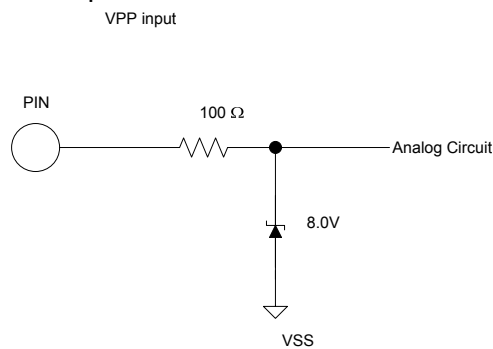 VPP input
PIN
100 Ω
Analog Circuit
8.0V
VSS